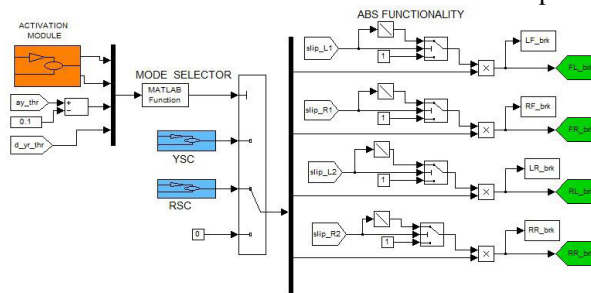 ACTIVATION
MODULE
ay_thr
+
−
0.1
d_yr_thr
MODE SELECTOR
MATLAB
Function
YSC
RSC
0
ABS FUNCTIONALITY
slip_L1
1
×
LF_brk
FL_brk
slip_R1
1
×
RF_brk
FR_brk
slip_L2
1
×
LR_brk
RL_brk
slip_R2
1
×
RR_brk
RR_brk